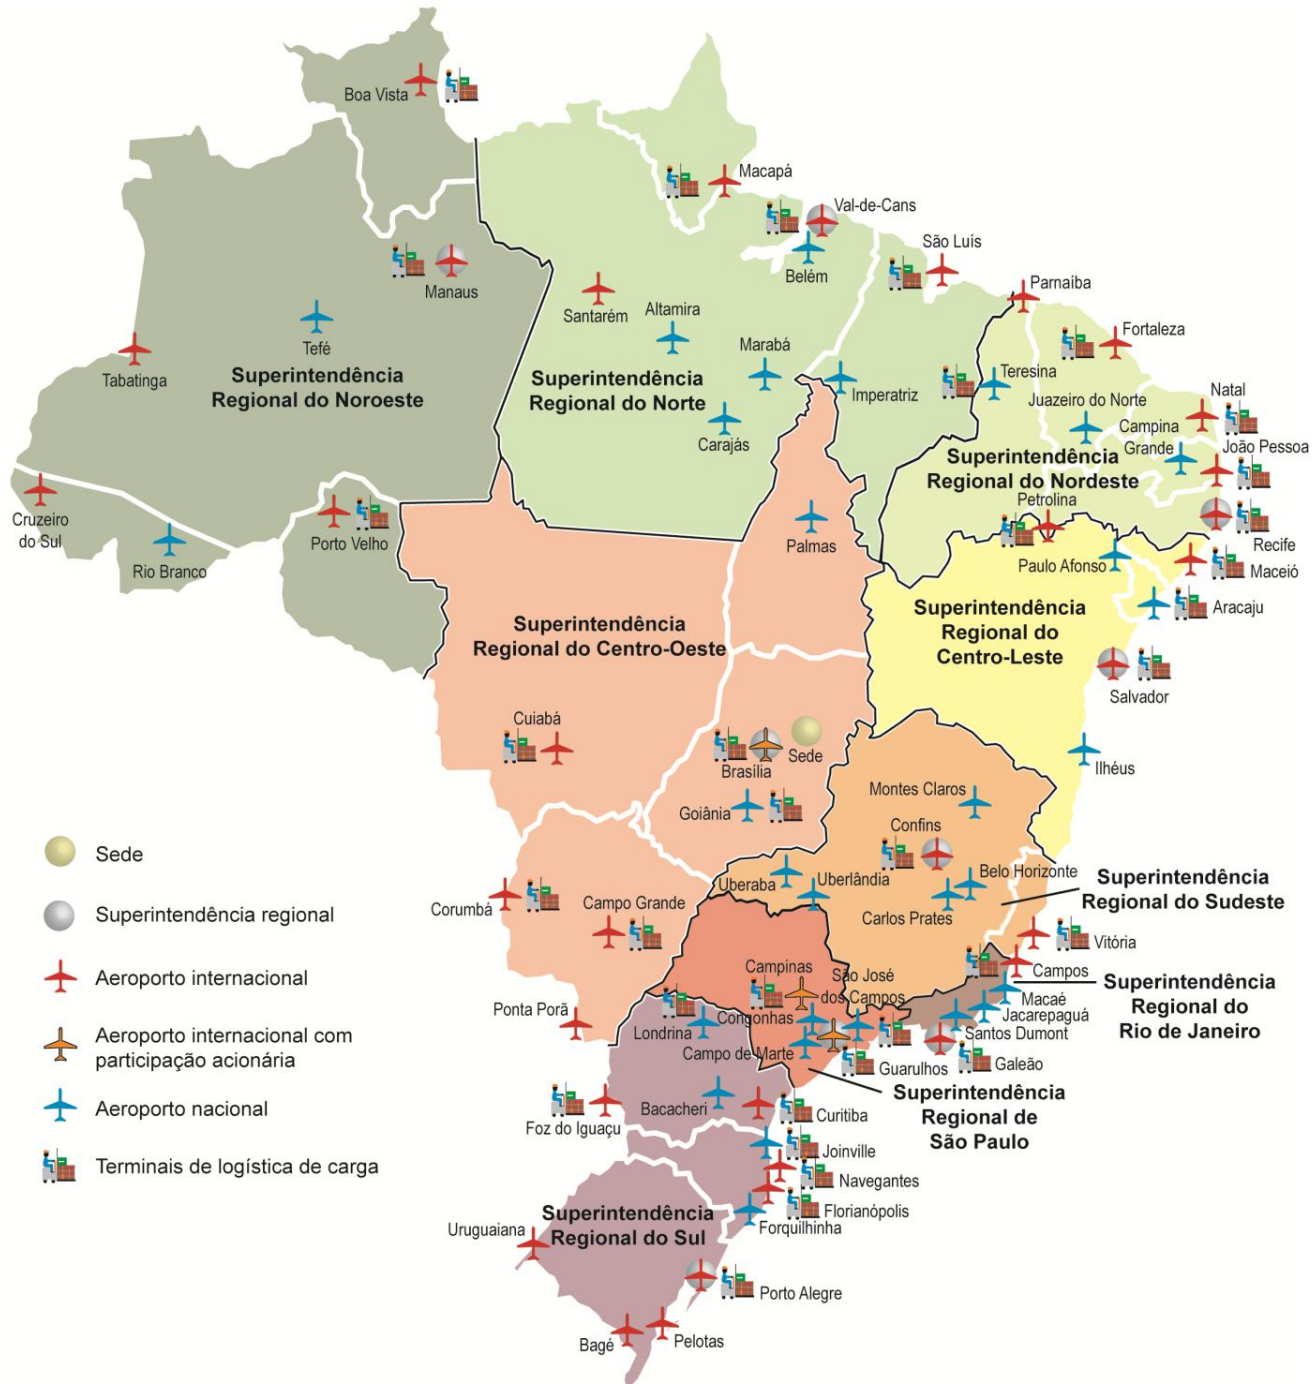 Boa Vista
Macapá
Val-de-Cans
Belém
São Luís
Manaus
Santarém
Altamira
Parnaíba
Fortaleza
Tefé
Tabatinga
Marabá
Imperatriz
Teresina
Juazeiro do Norte
Natal
Superintendência
Regional do Noroeste
Superintendência
Regional do Norte
Carajás
Campina
Grande
João Pessoa
Superintendência
Regional do Nordeste
Petrolina
Recife
Cruzeiro
do Sul
Rio Branco
Porto Velho
Palmas
Paulo Afonso
Maceió
Aracaju
Superintendência
Regional do Centro-Oeste
Superintendência
Regional do
Centro-Leste
Salvador
Cuiabá
Brasília
Sede
Ilhéus
Goiânia
Montes Claros
Confins
Uberaba
Uberlândia
Belo Horizonte
Carlos Prates
Superintendência
Regional do Sudeste
Corumbá
Campo Grande
Vitória
Campos
Campinas
São José
dos Campos
Macaé
Jacarepaguá
Santos Dumont
Galeão
Superintendência
Regional do
Rio de Janeiro
Ponta Porã
Londrina
Congonhas
Campo de Marte
Guarulhos
Superintendência
Regional de
São Paulo
Foz do Iguaçu
Bacacheri
Curitiba
Joinville
Navegantes
Florianópolis
Forquilhinha
Superintendência
Regional do Sul
Uruguaiana
Porto Alegre
Bagé
Pelotas
Sede
Superintendência regional
Aeroporto internacional
Aeroporto internacional com
participação acionária
Aeroporto nacional
Terminais de logística de carga